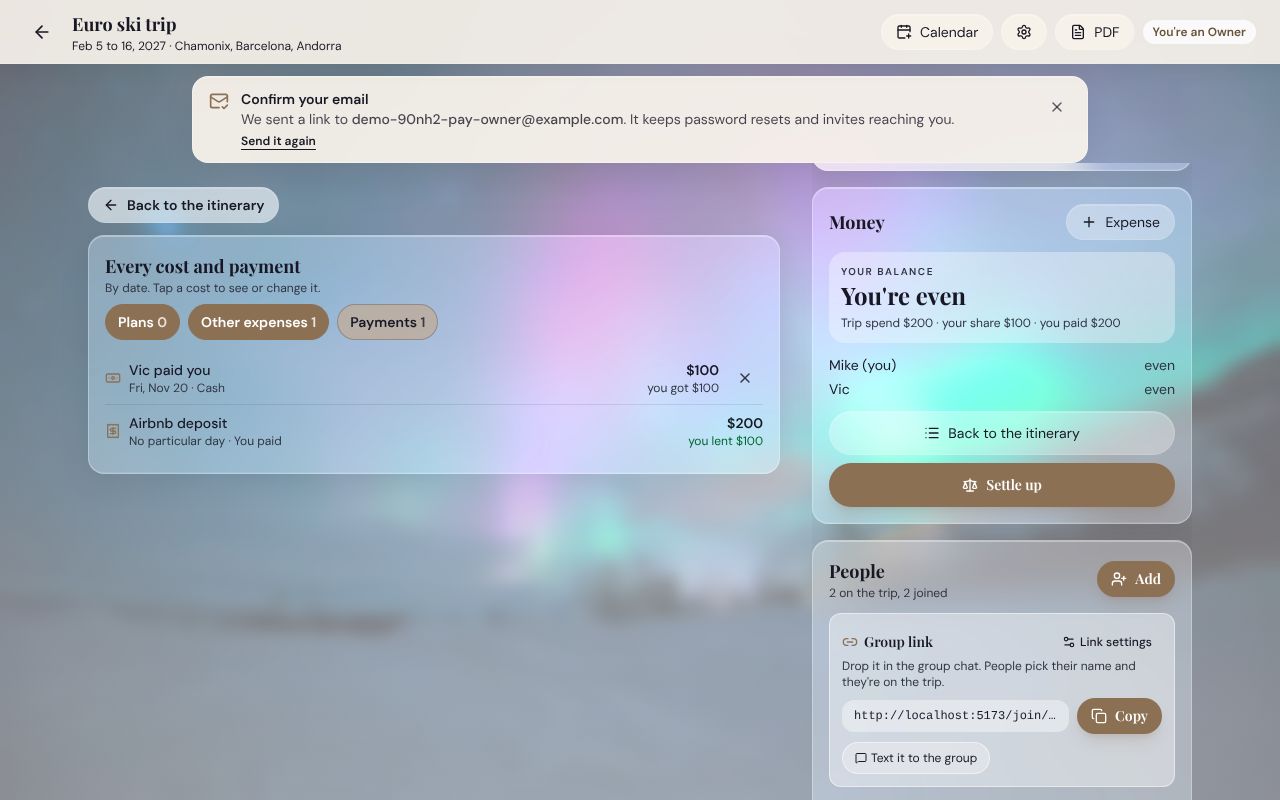 Euro ski trip
Feb 5 to 16, 2027 · Chamonix, Barcelona, Andorra
Calendar
PDF
You're an Owner
Confirm your email
We sent a link to demo-90nh2-pay-owner@example.com. It keeps password resets and invites reaching you.
Send it again
Back to the itinerary
Every cost and payment
By date. Tap a cost to see or change it.
Plans 0
Other expenses 1
Payments 1
Vic paid you
$100
Fri, Nov 20 · Cash
you got $100
Airbnb deposit
$200
No particular day · You paid
you lent $100
Money
Expense
YOUR BALANCE
You're even
Trip spend $200 · your share $100 · you paid $200
Mike (you)
even
Vic
even
Back to the itinerary
Settle up
People
2 on the trip, 2 joined
Add
Group link
Link settings
Drop it in the group chat. People pick their name and
they're on the trip.
http://localhost:5173/join/…
Copy
Text it to the group